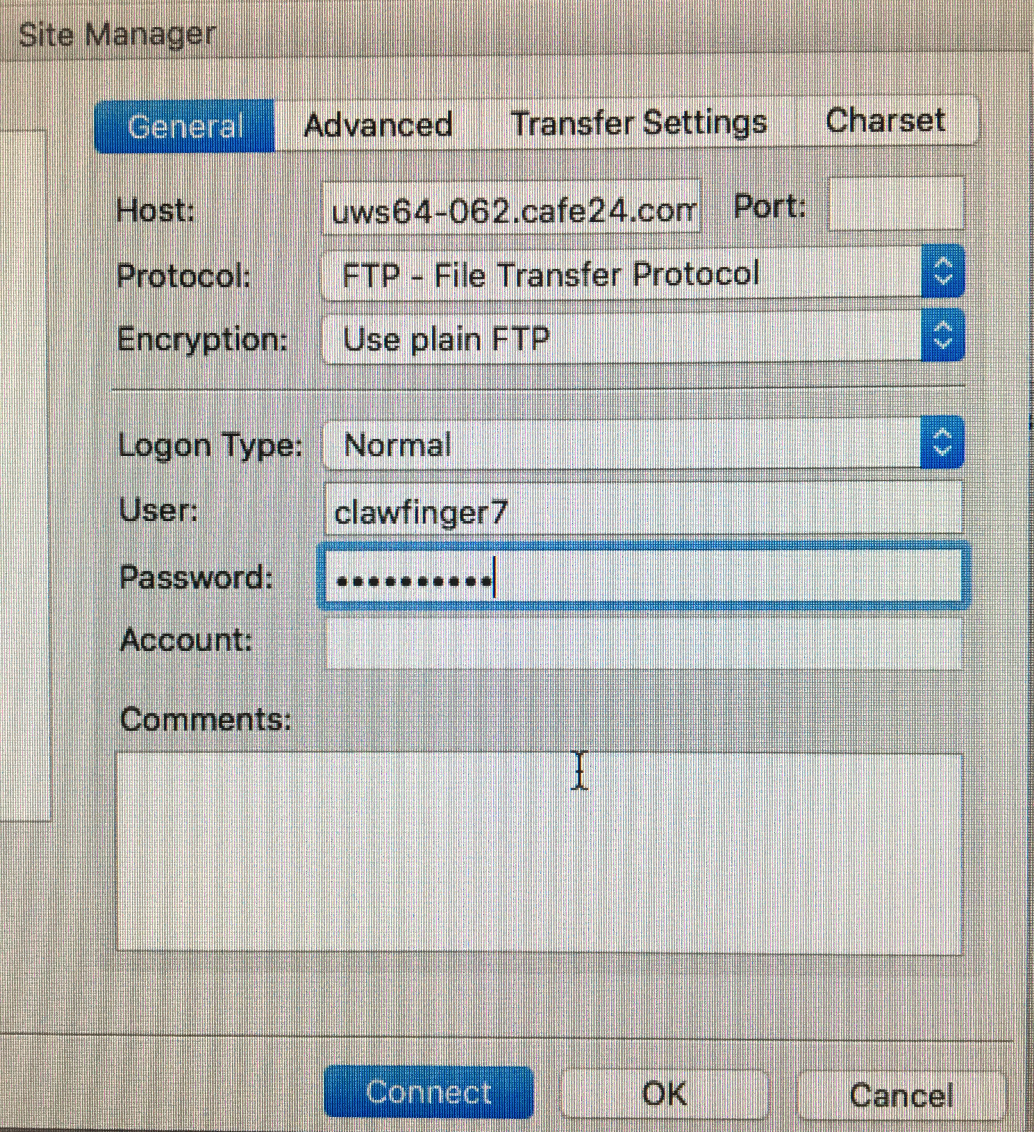 Site Manager
General Advanced Transfer Settings Charset
Host: uws64-062.cafe24.com Port:
Protocol: FTP - File Transfer Protocol
Encryption: Use plain FTP
Logon Type: Normal
User: clawfinger7
Password: ••••••••••
Account:
Comments:
Connect OK Cancel